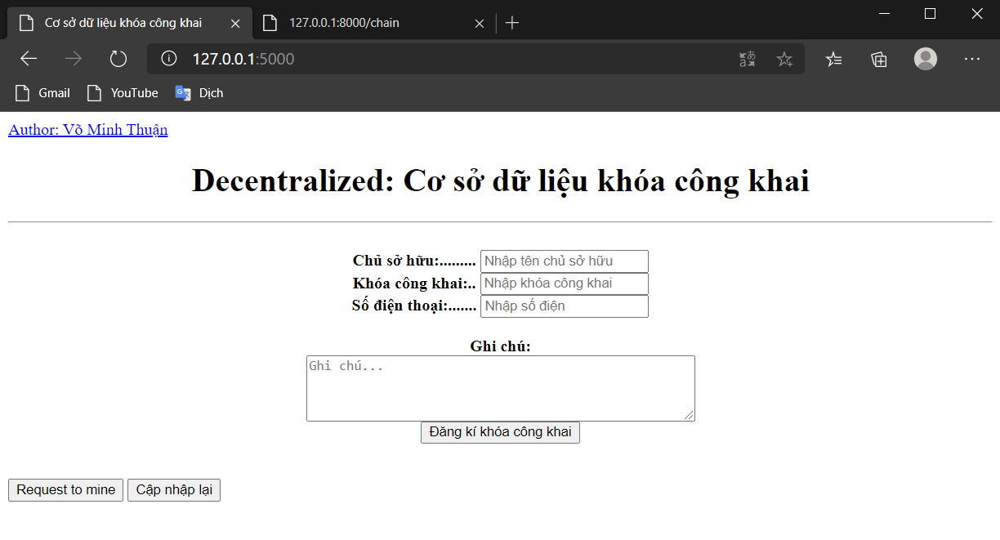 Cơ sở dữ liệu khóa công khai
127.0.0.1:8000/chain
127.0.0.1:5000
Gmail YouTube Dịch
Author: Võ Minh Thuận
Decentralized: Cơ sở dữ liệu khóa công khai
Chủ sở hữu:......... Nhập tên chủ sở hữu
Khóa công khai:.. Nhập khóa công khai
Số điện thoại:....... Nhập số điện
Ghi chú:
Ghi chú...
Đăng kí khóa công khai
Request to mine Cập nhập lại